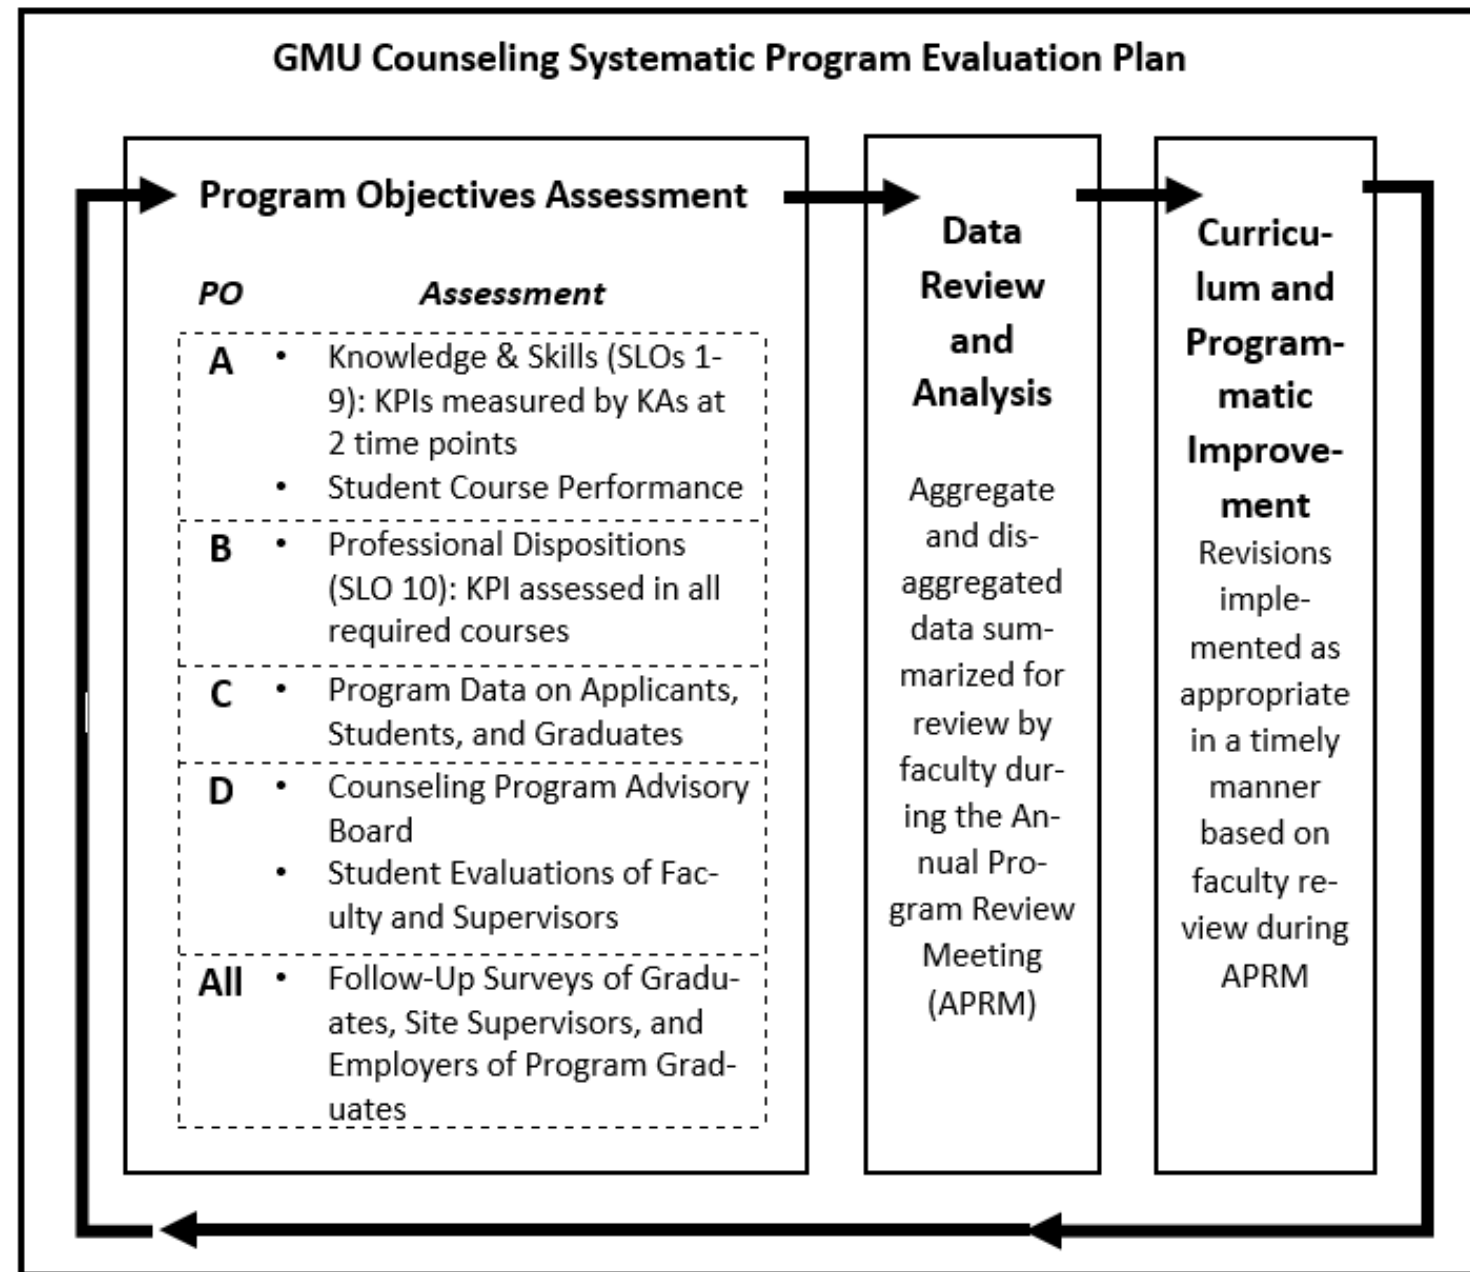 GMU Counseling Systematic Program Evaluation Plan
Program Objectives Assessment
PO Assessment
A • Knowledge & Skills (SLOs 1-
9): KPIs measured by KAs at
2 time points
• Student Course Performance
B • Professional Dispositions
(SLO 10): KPI assessed in all
required courses
C • Program Data on Applicants,
Students, and Graduates
D • Counseling Program Advisory
Board
• Student Evaluations of Fac-
ulty and Supervisors
All • Follow-Up Surveys of Gradu-
ates, Site Supervisors, and
Employers of Program Grad-
uates
Data
Review
and
Analysis
Aggregate
and dis-
aggregated
data sum-
marized for
review by
faculty dur-
ing the An-
nual Pro-
gram Review
Meeting
(APRM)
Curricu-
lum and
Program-
matic
Improve-
ment
Revisions
imple-
mented as
appropriate
in a timely
manner
based on
faculty re-
view during
APRM